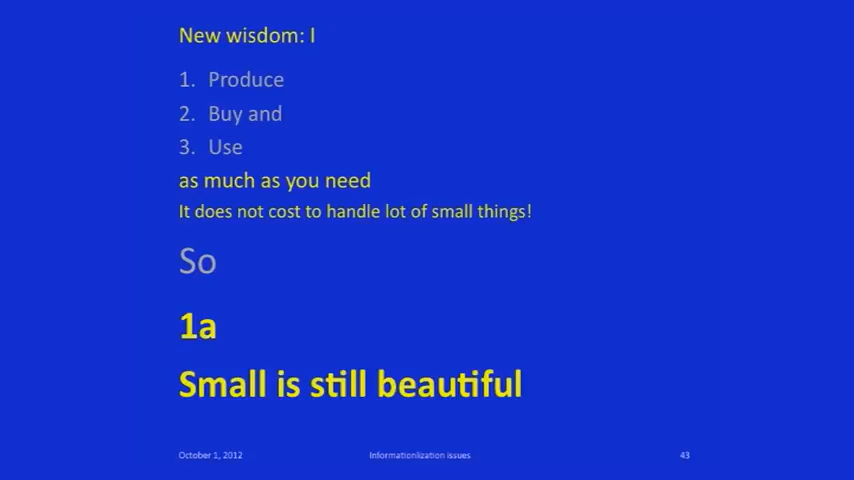 New wisdom: I
1. Produce
2. Buy and
3. Use
as much as you need
It does not cost to handle lot of small things!
So
1a
Small is still beautiful
October 1, 2012 Informationlization issues 43